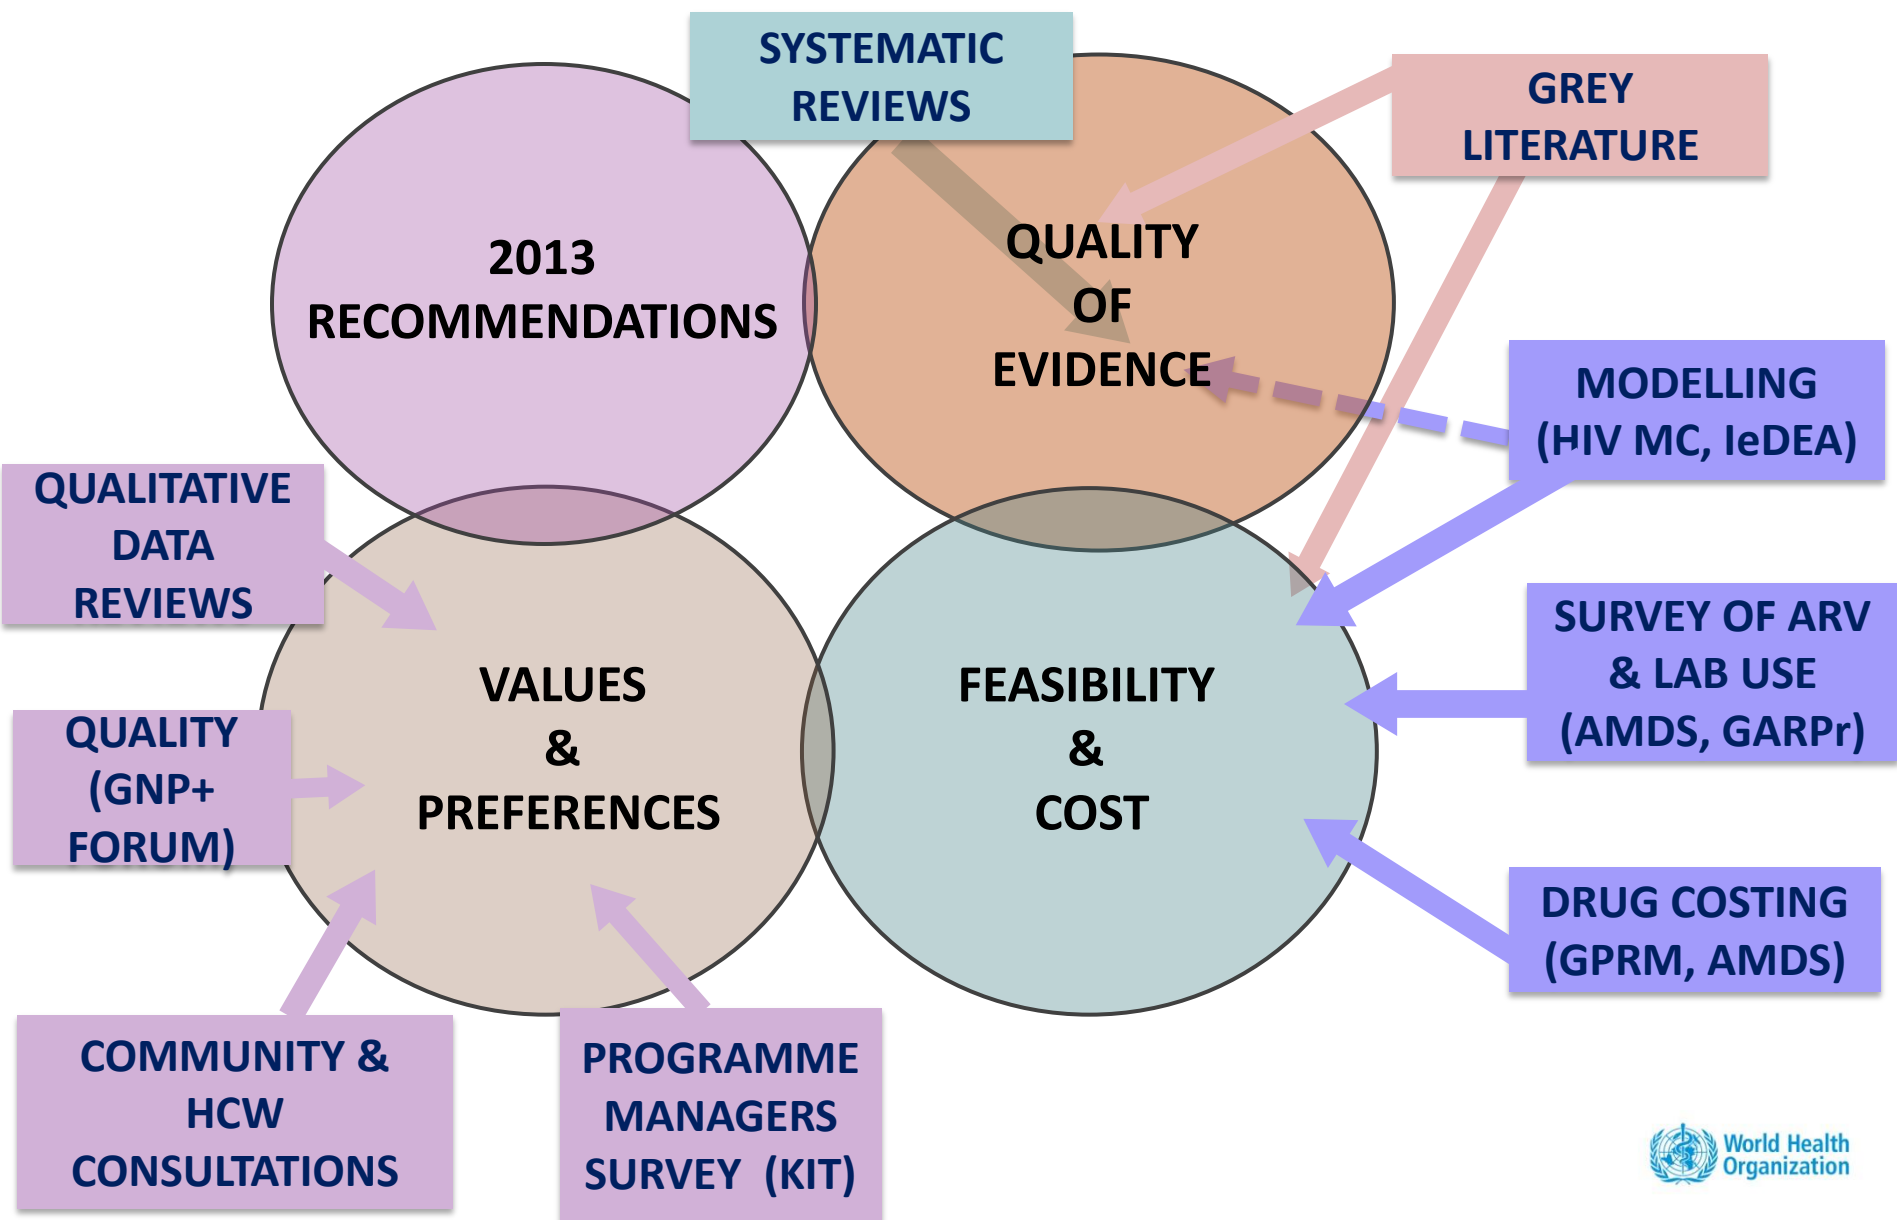 SYSTEMATIC
REVIEWS
GREY
LITERATURE
2013
RECOMMENDATIONS
QUALITY
OF
EVIDENCE
MODELLING
(HIV MC, IeDEA)
QUALITATIVE
DATA
REVIEWS
SURVEY OF ARV
& LAB USE
(AMDS, GARPr)
VALUES
&
PREFERENCES
FEASIBILITY
&
COST
QUALITY
(GNP+
FORUM)
DRUG COSTING
(GPRM, AMDS)
COMMUNITY &
HCW
CONSULTATIONS
PROGRAMME
MANAGERS
SURVEY (KIT)
World Health
Organization